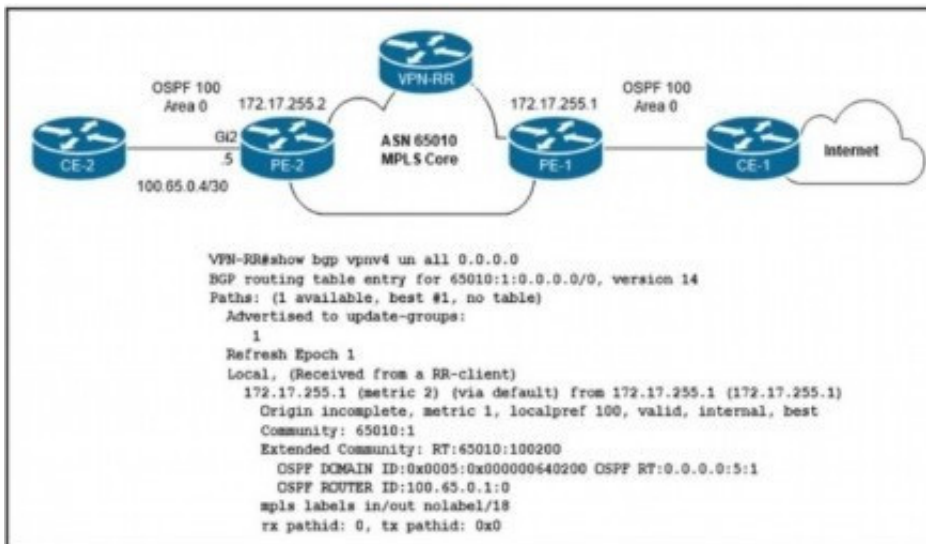 VPN-RR
OSPF 100
Area 0
172.17.255.2
172.17.255.1
OSPF 100
Area 0
CE-2
Gi2
.5
PE-2
ASN 65010
MPLS Core
PE-1
CE-1
Internet
100.65.0.4/30
VPN-RR#show bgp vpnv4 un all 0.0.0.0
BGP routing table entry for 65010:1:0.0.0.0/0, version 14
Paths: (1 available, best #1, no table)
Advertised to update-groups:
1
Refresh Epoch 1
Local, (Received from a RR-client)
172.17.255.1 (metric 2) (via default) from 172.17.255.1 (172.17.255.1)
Origin incomplete, metric 1, localpref 100, valid, internal, best
Community: 65010:1
Extended Community: RT:65010:100200
OSPF DOMAIN ID:0x0005:0x000000640200 OSPF RT:0.0.0.0:5:1
OSPF ROUTER ID:100.65.0.1:0
mpls labels in/out nolabel/18
rx pathid: 0, tx pathid: 0x0